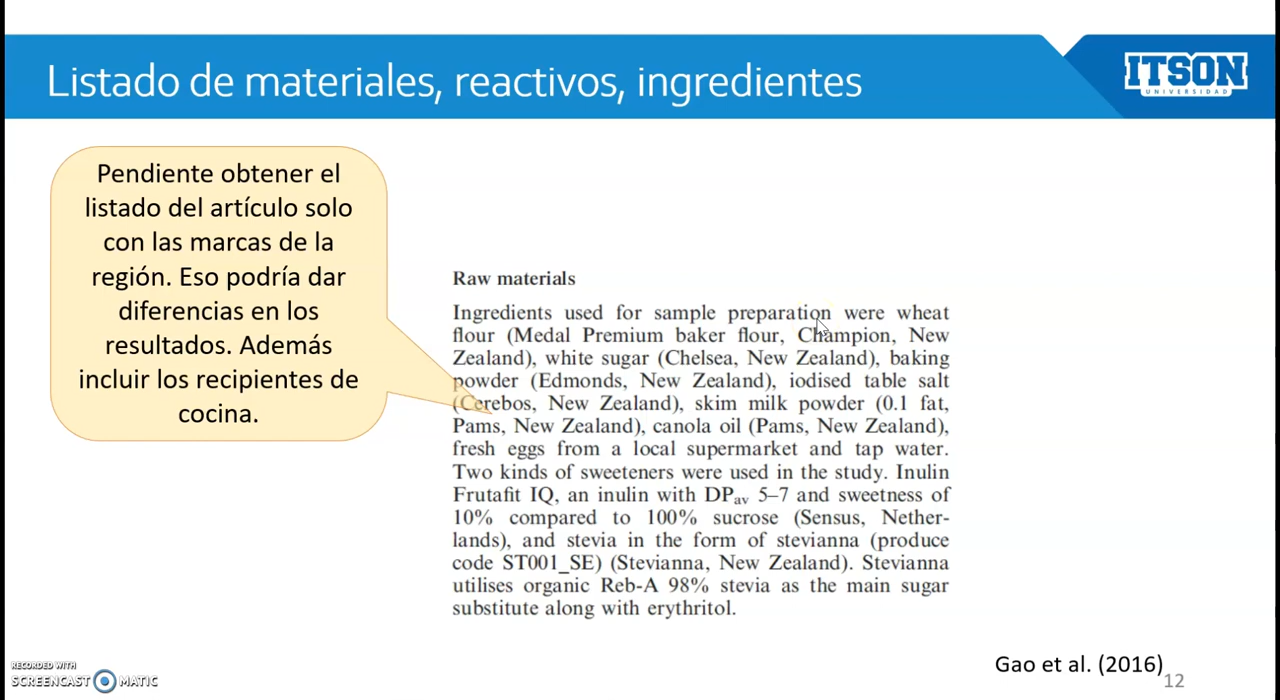 Listado de materiales, reactivos, ingredientes
ITSON
UNIVERSIDAD
Pendiente obtener el
listado del artículo solo
con las marcas de la
región. Eso podría dar
diferencias en los
resultados. Además
incluir los recipientes de
cocina.
Raw materials
Ingredients used for sample preparation were wheat
flour (Medal Premium baker flour, Champion, New
Zealand), white sugar (Chelsea, New Zealand), baking
powder (Edmonds, New Zealand), iodised table salt
(Cerebos, New Zealand), skim milk powder (0.1 fat,
Pams, New Zealand), canola oil (Pams, New Zealand),
fresh eggs from a local supermarket and tap water.
Two kinds of sweeteners were used in the study. Inulin
Frutafit IQ, an inulin with DPav 5–7 and sweetness of
10% compared to 100% sucrose (Sensus, Nether-
lands), and stevia in the form of stevianna (produce
code ST001_SE) (Stevianna, New Zealand). Stevianna
utilises organic Reb-A 98% stevia as the main sugar
substitute along with erythritol.
Gao et al. (2016)
12
RECORDED WITH
SCREENCAST MATIC